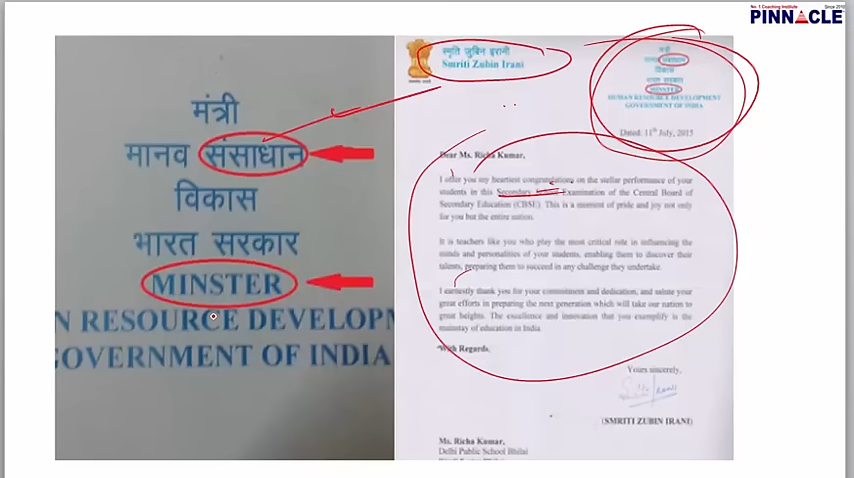 No. 1 Coaching Institute Since 2010
PINNACLE
मंत्री
मानव संसाधान
विकास
भारत सरकार
MINSTER
N RESOURCE DEVELOP
GOVERNMENT OF INDIA
स्मृति जुबिन इरानी
Smriti Zubin Irani
मंत्री
मानव संसाधान
विकास
भारत सरकार
MINSTER
HUMAN RESOURCE DEVELOPMENT
GOVERNMENT OF INDIA
Dated: 11th July, 2015
Dear Ms. Richa Kumar,
I offer you my heartiest congratulations on the stellar performance of your
students in this Secondary Examination of the Central Board of
Secondary Education (CBSE). This is a moment of pride and joy not only
for you but the entire nation.
It is teachers like you who play the most critical role in influencing the
minds and personalities of your students, enabling them to discover their
talents, preparing them to succeed in any challenge they undertake.
I earnestly thank you for your commitment and dedication, and salute your
great efforts in preparing the next generation which will take our nation to
great heights. The excellence and innovation that you exemplify is the
mainstay of education in India.
With Regards,
Yours sincerely,
(SMRITI ZUBIN IRANI)
Ms. Richa Kumar,
Delhi Public School Bhilai